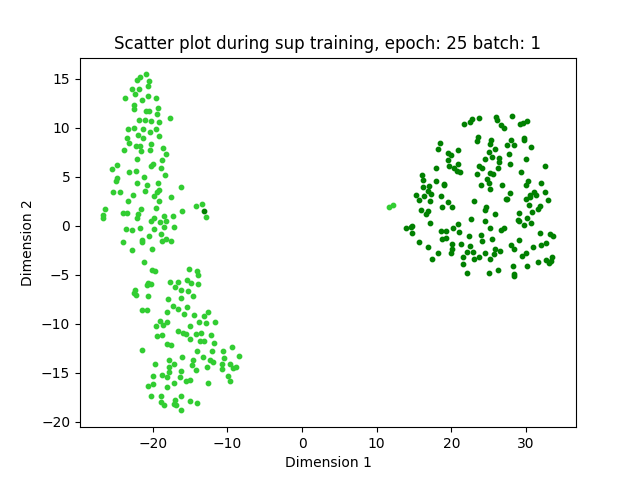 Scatter plot during sup training, epoch: 25 batch: 1
15
10
5
0
−5
−10
−15
−20
Dimension 2
−20 −10 0 10 20 30
Dimension 1